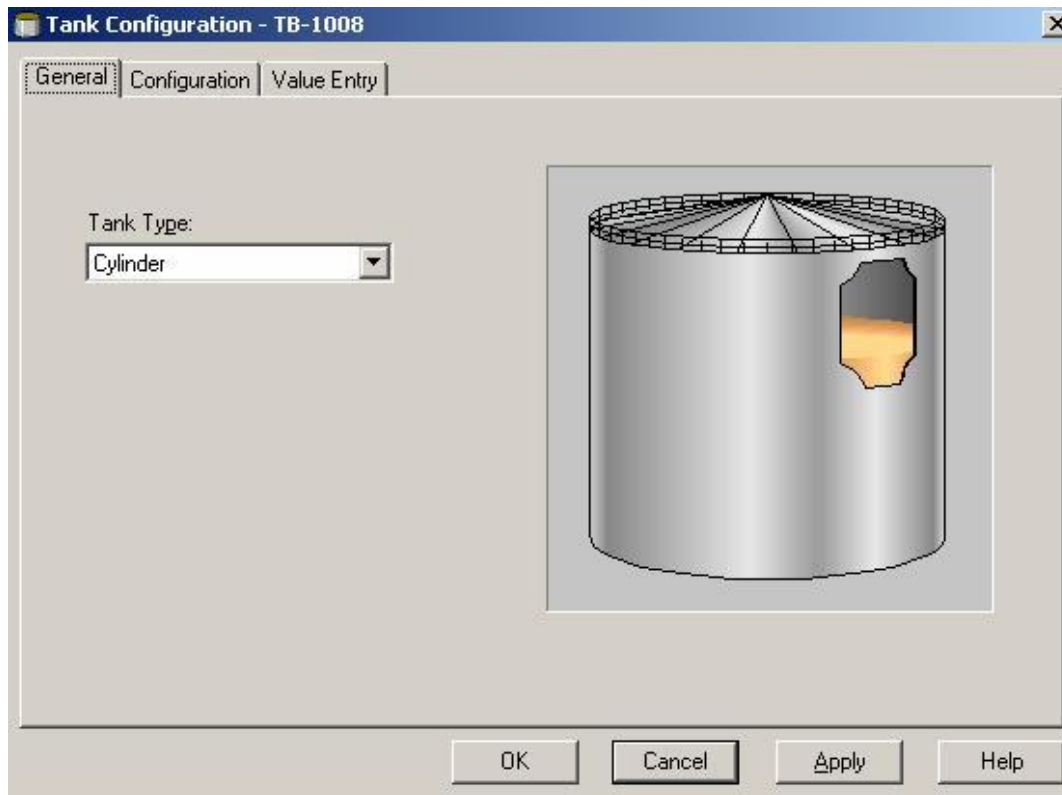 Tank Configuration - TB-1008
General Configuration Value Entry
Tank Type:
Cylinder
OK Cancel Apply Help